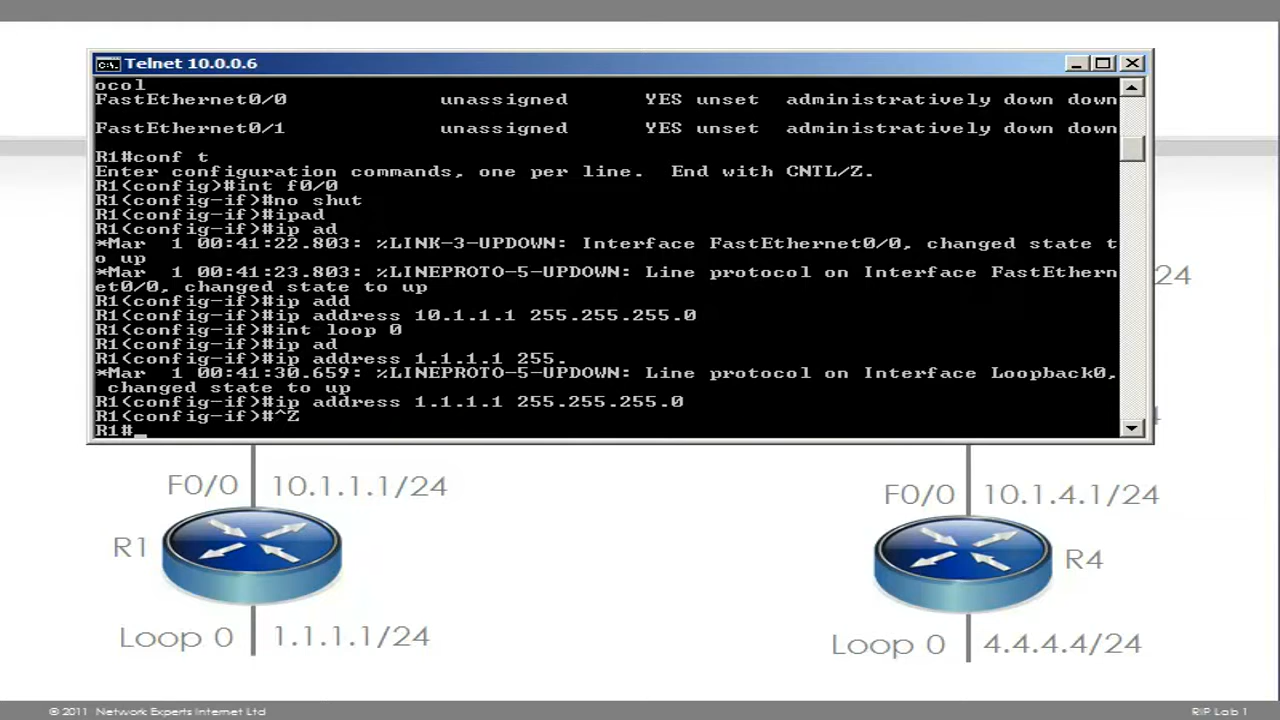 Telnet 10.0.0.6
ocol
FastEthernet0/0 unassigned YES unset administratively down down
FastEthernet0/1 unassigned YES unset administratively down down
R1#conf t
Enter configuration commands, one per line. End with CNTL/Z.
R1(config)#int f0/0
R1(config-if)#no shut
R1(config-if)#ipad
R1(config-if)#ip ad
*Mar 1 00:41:22.803: %LINK-3-UPDOWN: Interface FastEthernet0/0, changed state t
o up
*Mar 1 00:41:23.803: %LINEPROTO-5-UPDOWN: Line protocol on Interface FastEthern
et0/0, changed state to up
R1(config-if)#ip add
R1(config-if)#ip address 10.1.1.1 255.255.255.0
R1(config-if)#int loop 0
R1(config-if)#ip ad
R1(config-if)#ip address 1.1.1.1 255.
*Mar 1 00:41:30.659: %LINEPROTO-5-UPDOWN: Line protocol on Interface Loopback0,
changed state to up
R1(config-if)#ip address 1.1.1.1 255.255.255.0
R1(config-if)#^Z
R1#_
24
4
F0/0 10.1.1.1/24
F0/0 10.1.4.1/24
R1
R4
Loop 0 1.1.1.1/24
Loop 0 4.4.4.4/24
© 2011 Network Experts Internet Ltd
RIP Lab 1